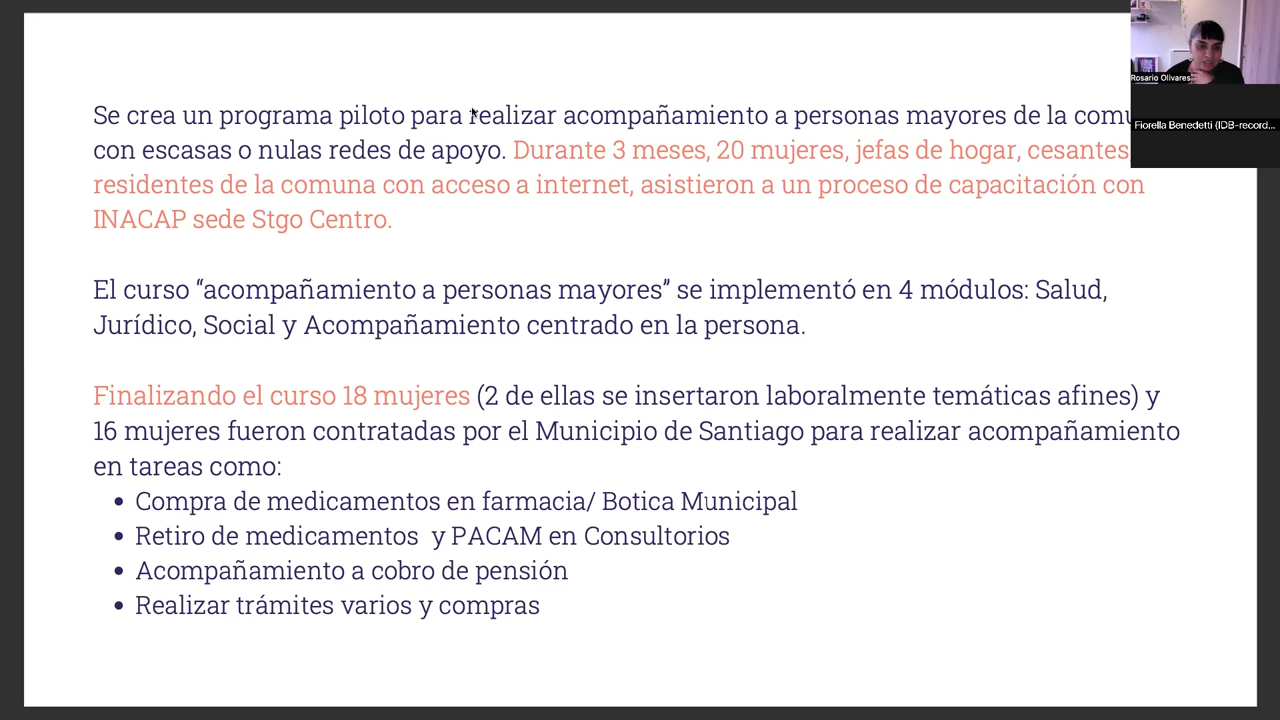 Se crea un programa piloto para realizar acompañamiento a personas mayores de la comu
con escasas o nulas redes de apoyo. Durante 3 meses, 20 mujeres, jefas de hogar, cesantes
residentes de la comuna con acceso a internet, asistieron a un proceso de capacitación con
INACAP sede Stgo Centro.
El curso “acompañamiento a personas mayores” se implementó en 4 módulos: Salud,
Jurídico, Social y Acompañamiento centrado en la persona.
Finalizando el curso 18 mujeres (2 de ellas se insertaron laboralmente temáticas afines) y
16 mujeres fueron contratadas por el Municipio de Santiago para realizar acompañamiento
en tareas como:
• Compra de medicamentos en farmacia/ Botica Municipal
• Retiro de medicamentos y PACAM en Consultorios
• Acompañamiento a cobro de pensión
• Realizar trámites varios y compras
Rosario Olivares
Fiorella Benedetti (IDB-record...